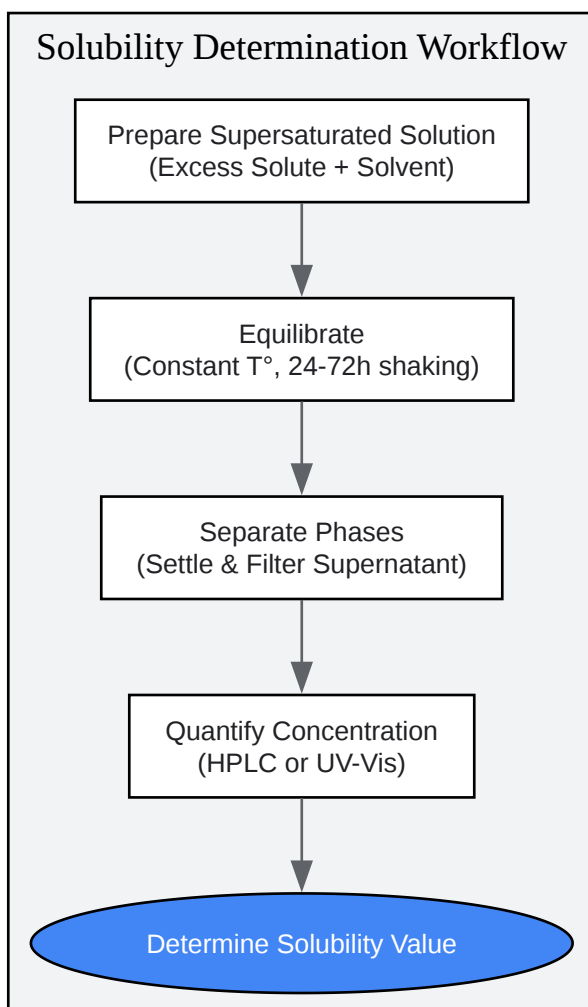 Solubility Determination Workflow
Prepare Supersaturated Solution
(Excess Solute + Solvent)
Equilibrate
(Constant T°, 24-72h shaking)
Separate Phases
(Settle & Filter Supernatant)
Quantify Concentration
(HPLC or UV-Vis)
Determine Solubility Value